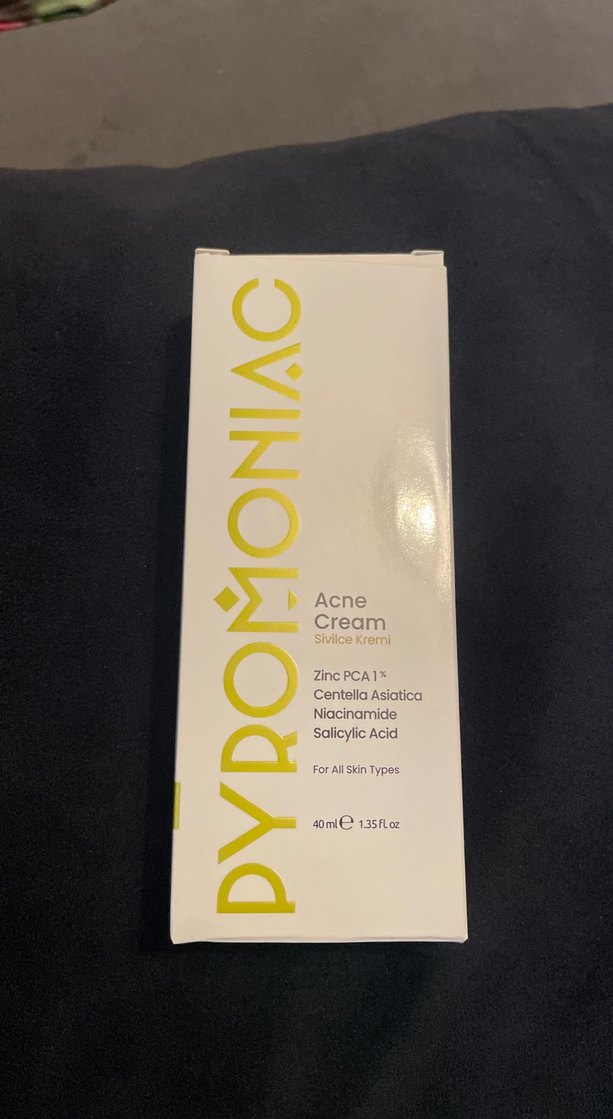 PYROMONIAC
Acne
Cream
Sivilce Kremi
Zinc PCA 1%
Centella Asiatica
Niacinamide
Salicylic Acid
For All Skin Types
40 ml e 1.35 fl. oz